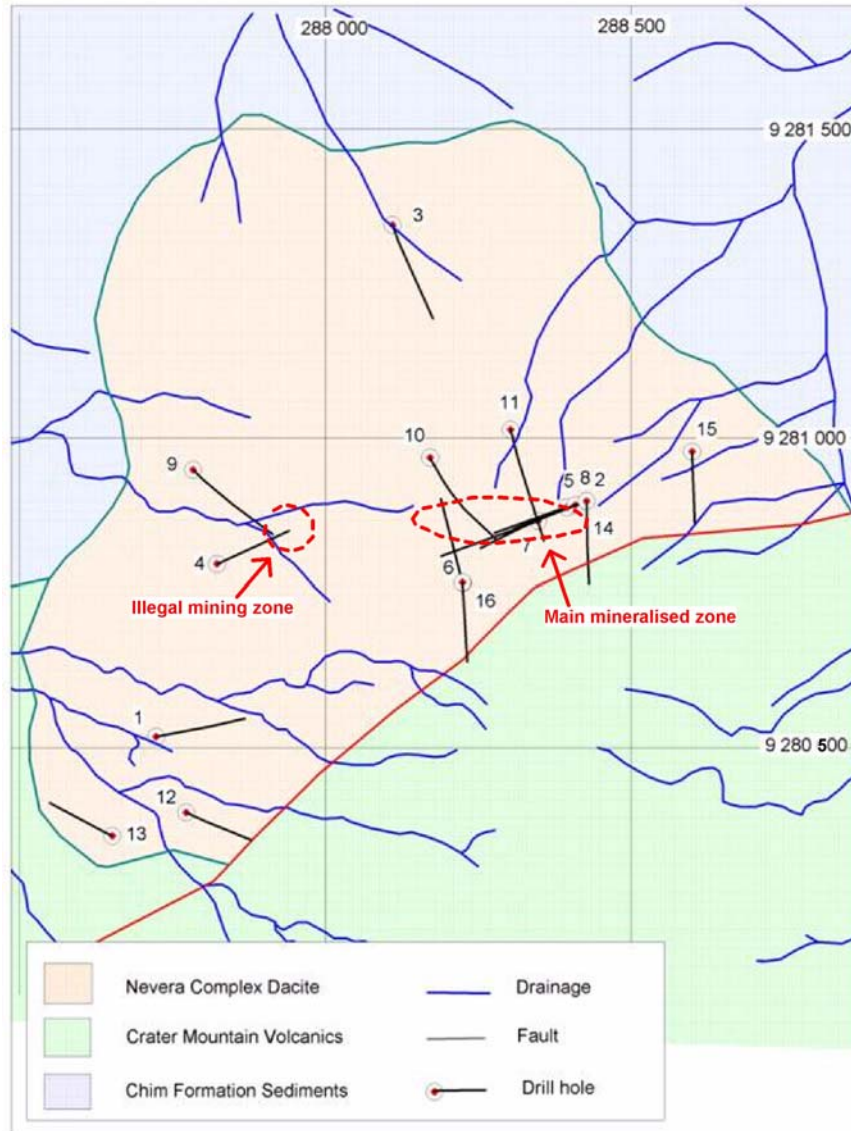 288 000
288 500
9 281 500
3
11
10
15
9 281 000
9
5 8 2
14
7
4
6
16
Illegal mining zone
Main mineralised zone
1
9 280 500
12
13
Nevera Complex Dacite
Drainage
Crater Mountain Volcanics
Fault
Chim Formation Sediments
Drill hole